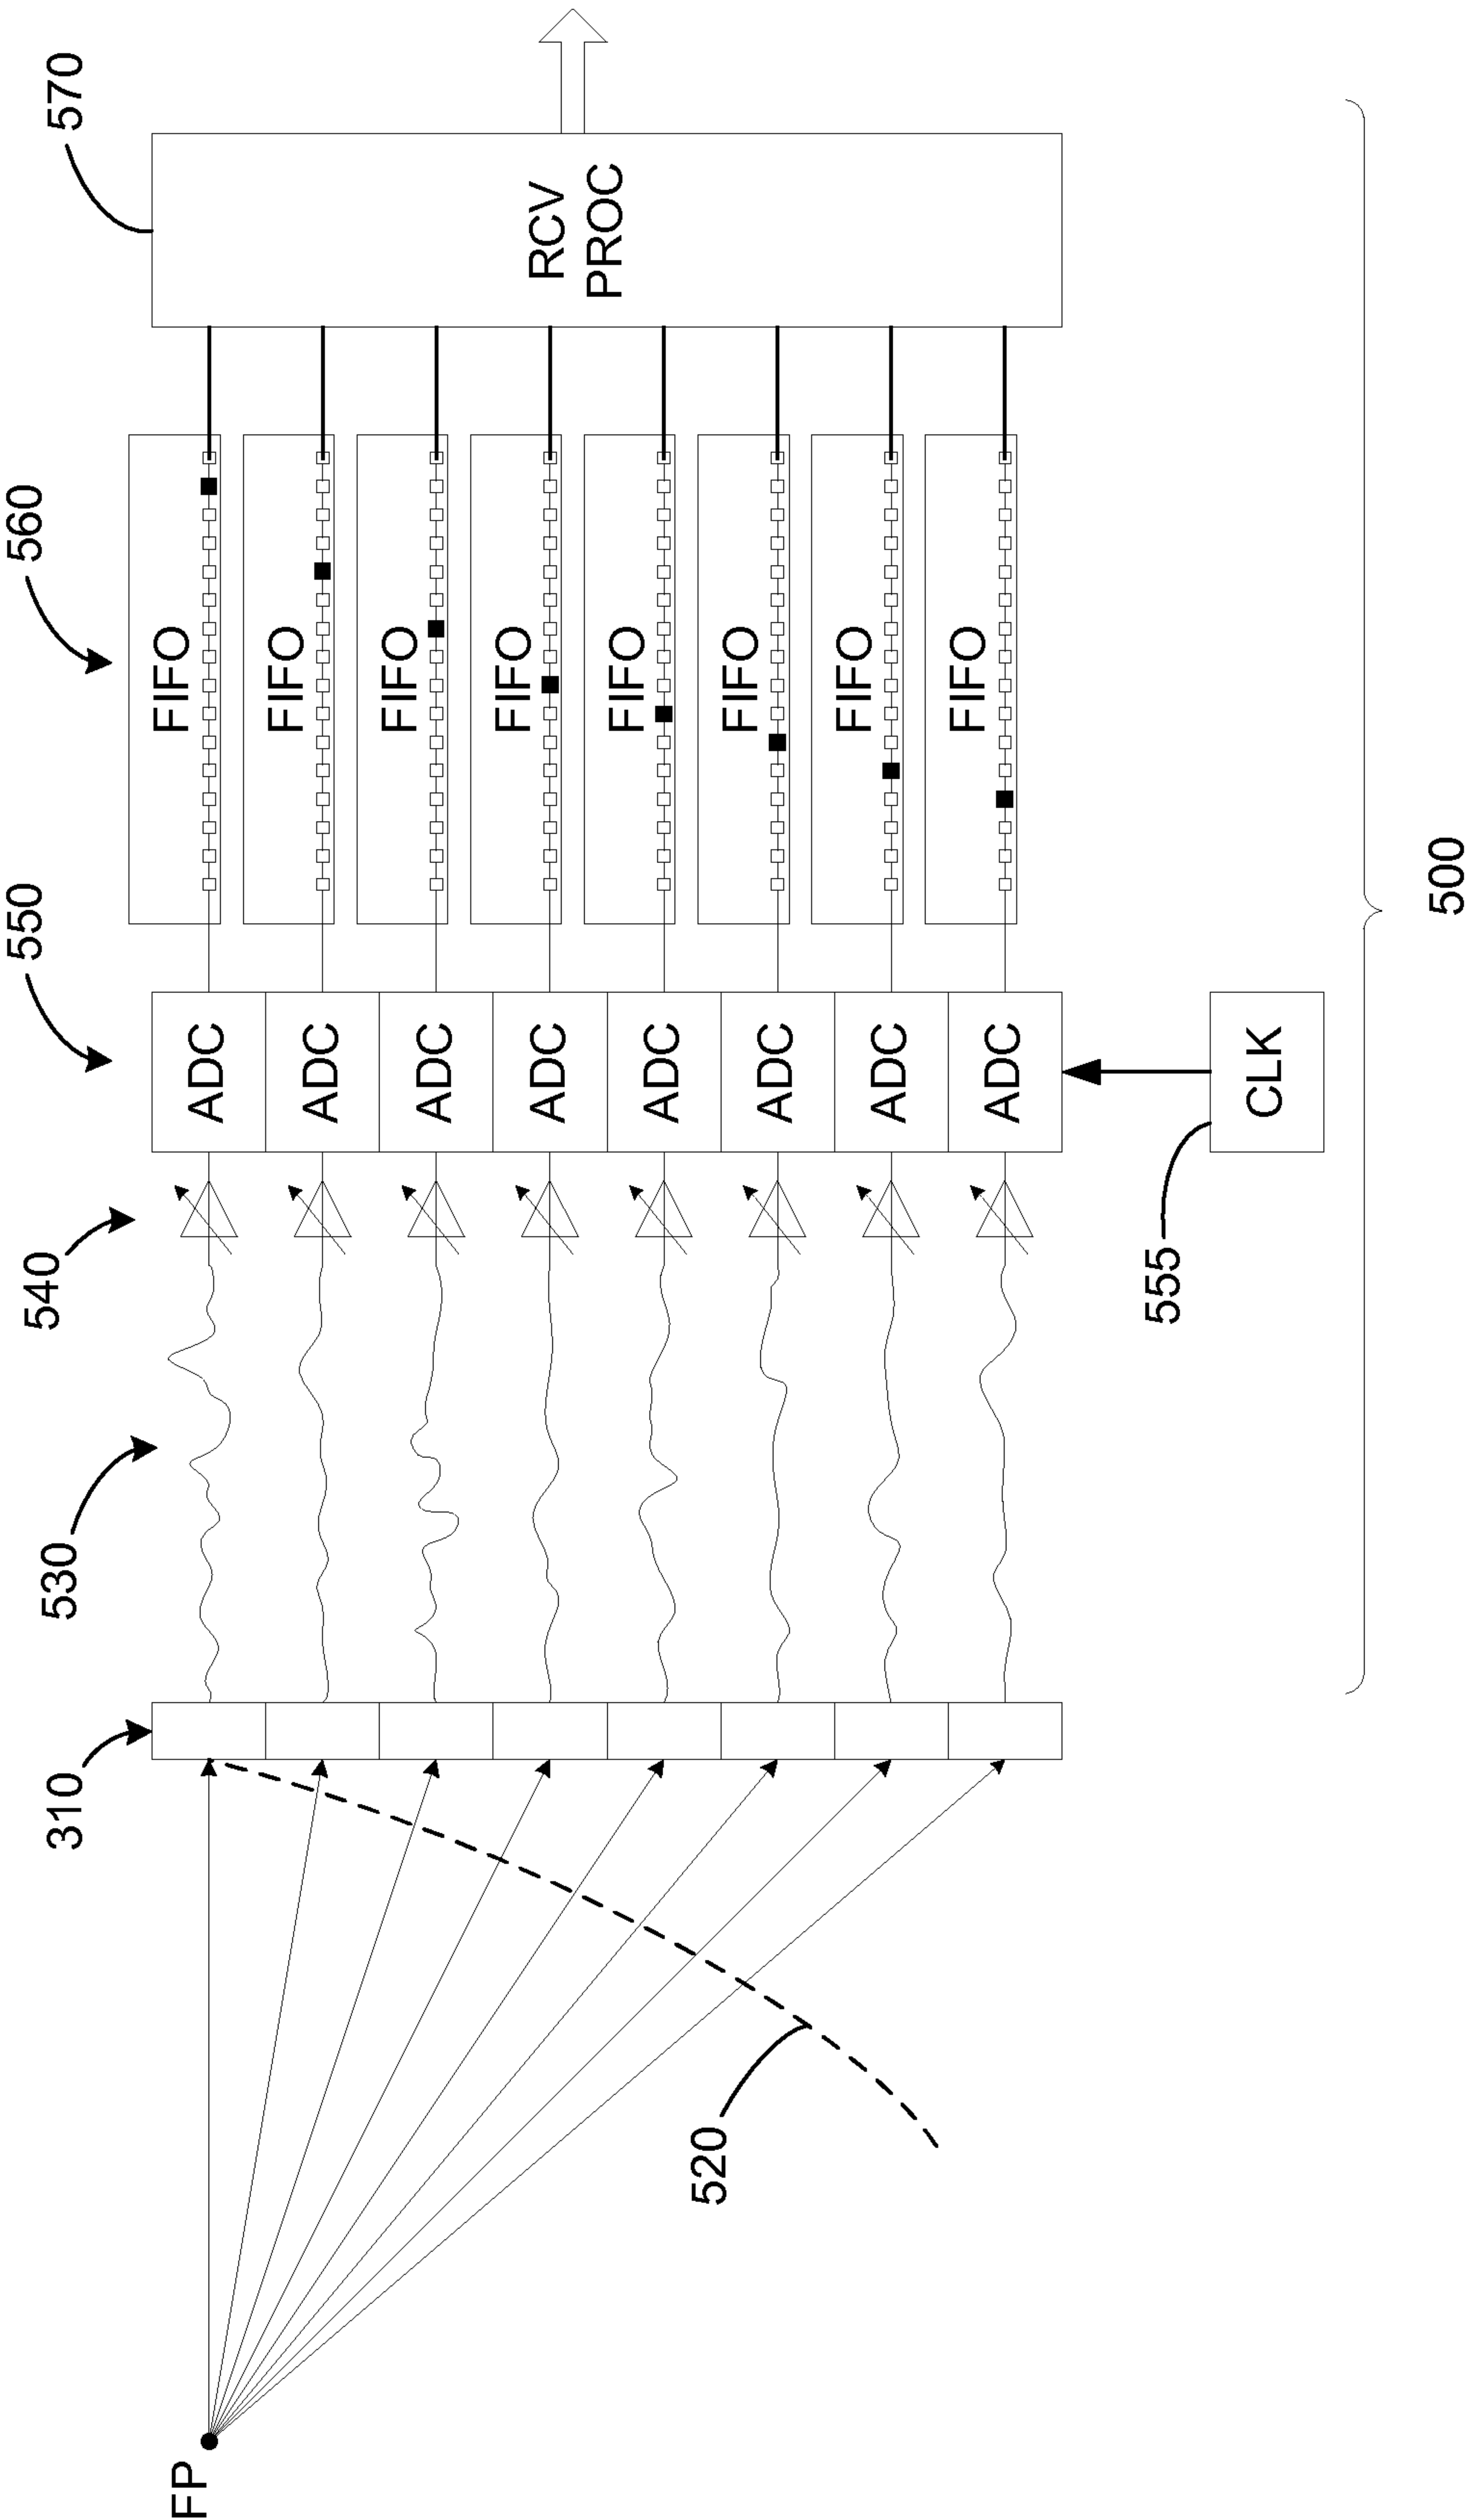 FP
520
310
530
540
550
560
570
ADC
ADC
ADC
ADC
ADC
ADC
ADC
ADC
FIFO
FIFO
FIFO
FIFO
FIFO
FIFO
FIFO
FIFO
RCV
PROC
555
CLK
500